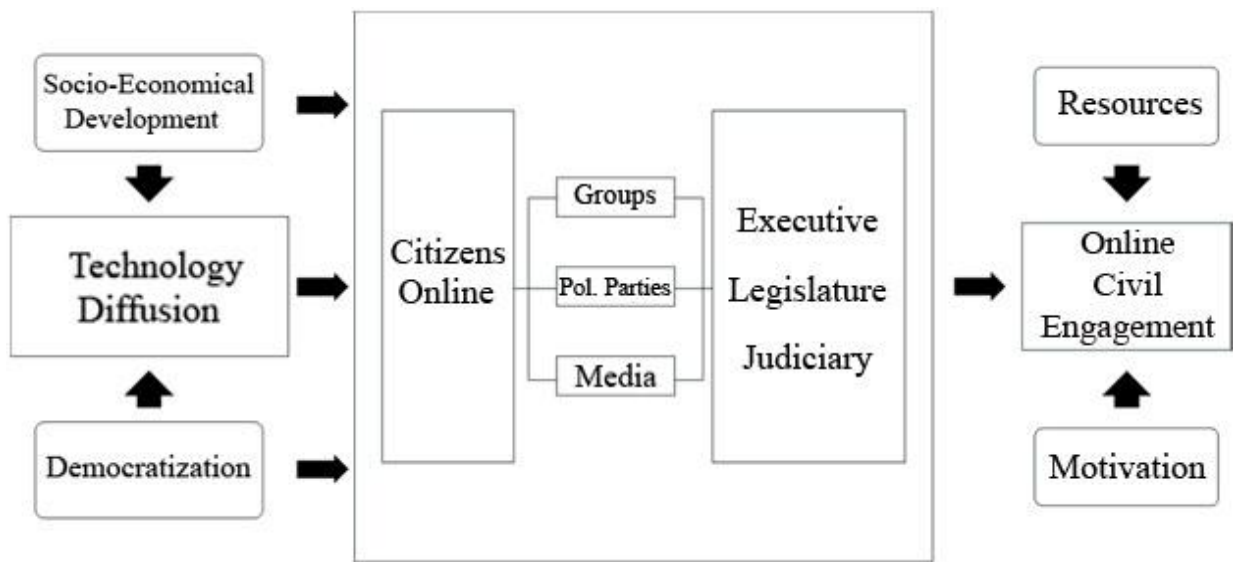 Socio-Economical
Development
Technology
Diffusion
Democratization
Citizens
Online
Groups
Pol. Parties
Media
Executive
Legislature
Judiciary
Resources
Online
Civil
Engagement
Motivation